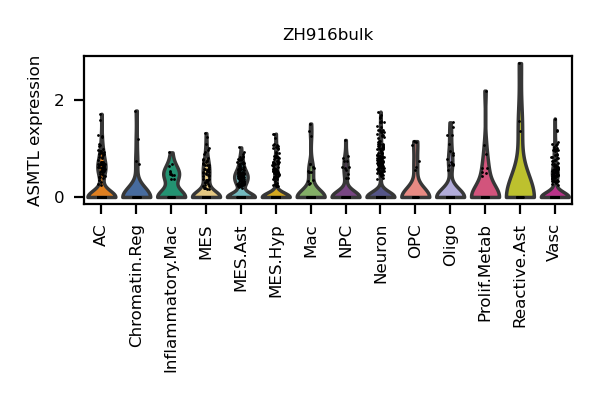 ZH916bulk
ASMTL expression
2
0
AC
Chromatin.Reg
Inflammatory.Mac
MES
MES.Ast
MES.Hyp
Mac
NPC
Neuron
OPC
Oligo
Prolif.Metab
Reactive.Ast
Vasc